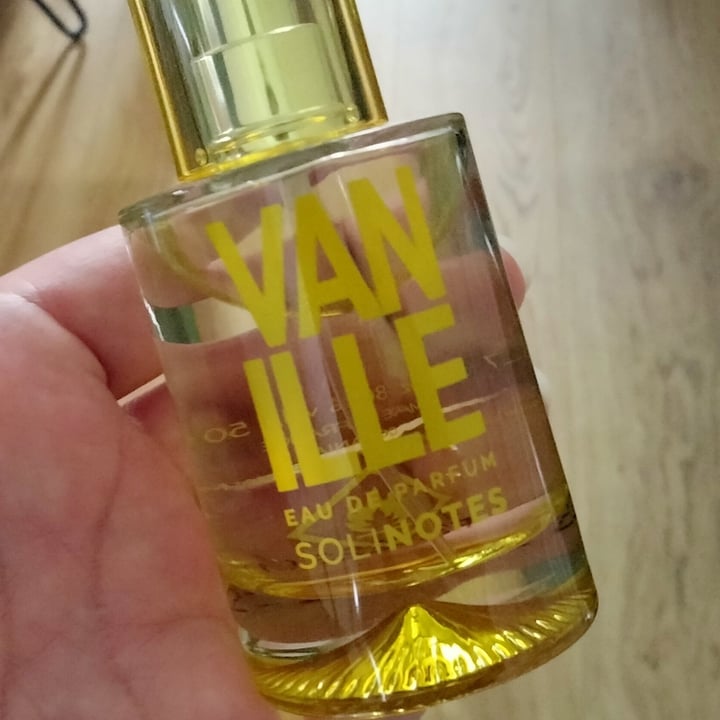 VAN
ILLE
EAU DE PARFUM
SOLINOTES